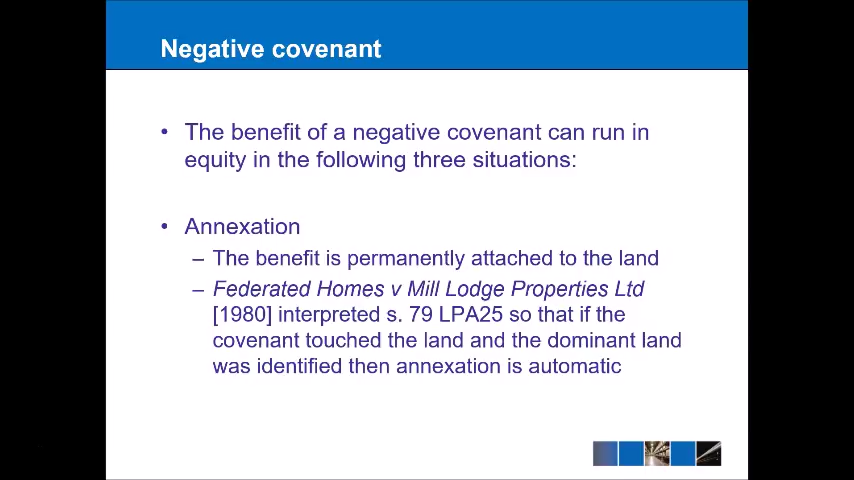 Negative covenant
• The benefit of a negative covenant can run in
equity in the following three situations:
• Annexation
– The benefit is permanently attached to the land
– Federated Homes v Mill Lodge Properties Ltd
[1980] interpreted s. 79 LPA25 so that if the
covenant touched the land and the dominant land
was identified then annexation is automatic